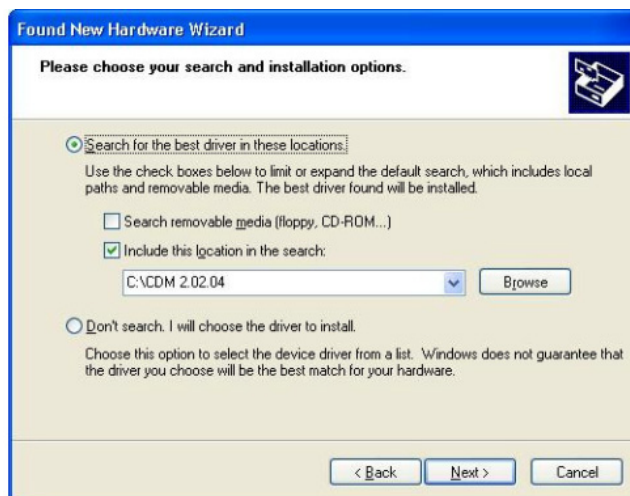 Found New Hardware Wizard
Please choose your search and installation options.
Search for the best driver in these locations.
Use the check boxes below to limit or expand the default search, which includes local
paths and removable media. The best driver found will be installed.
Search removable media (floppy, CD-ROM...)
Include this location in the search:
C:\CDM 2.02.04
Browse
Don't search. I will choose the driver to install.
Choose this option to select the device driver from a list. Windows does not guarantee that
the driver you choose will be the best match for your hardware.
< Back
Next >
Cancel